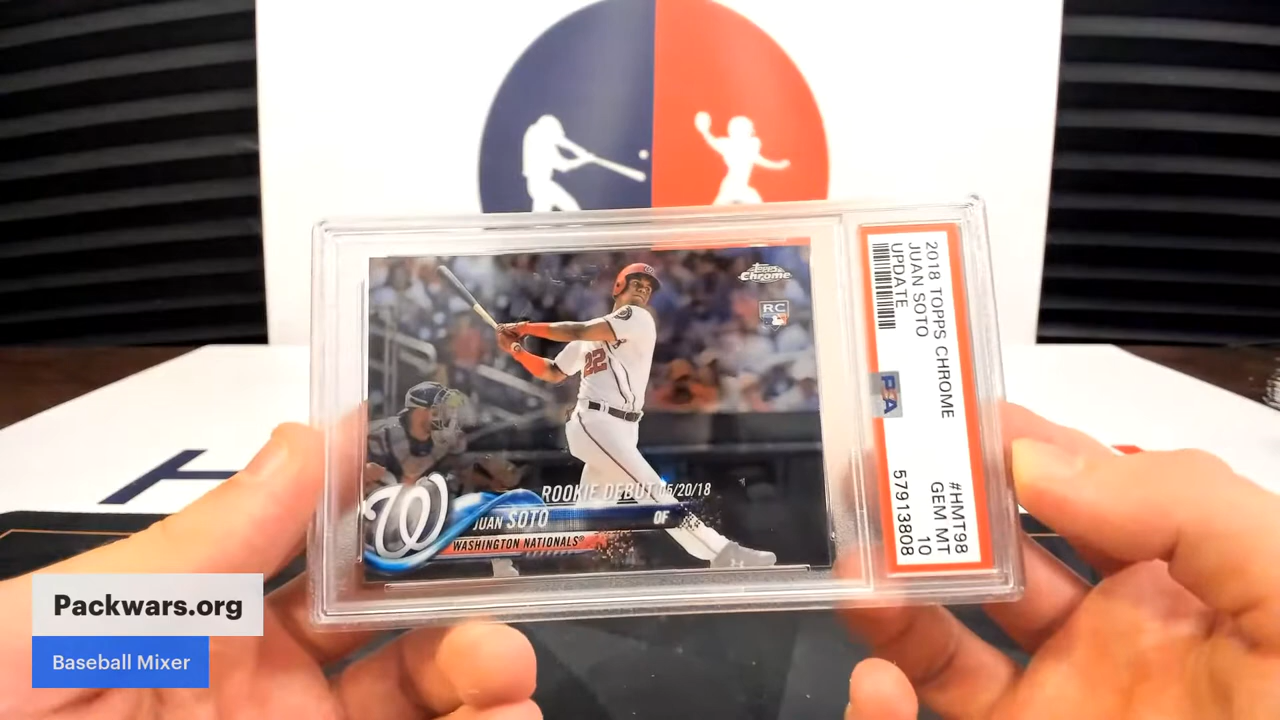 Topps
Chrome
RC
22
W
ROOKIE DEBUT 05/20/18
JUAN SOTO
OF
WASHINGTON NATIONALS®
2018 TOPPS CHROME
JUAN SOTO
UPDATE
PSA
#HMT98
GEM MT
10
57913808
Packwars.org
Baseball Mixer